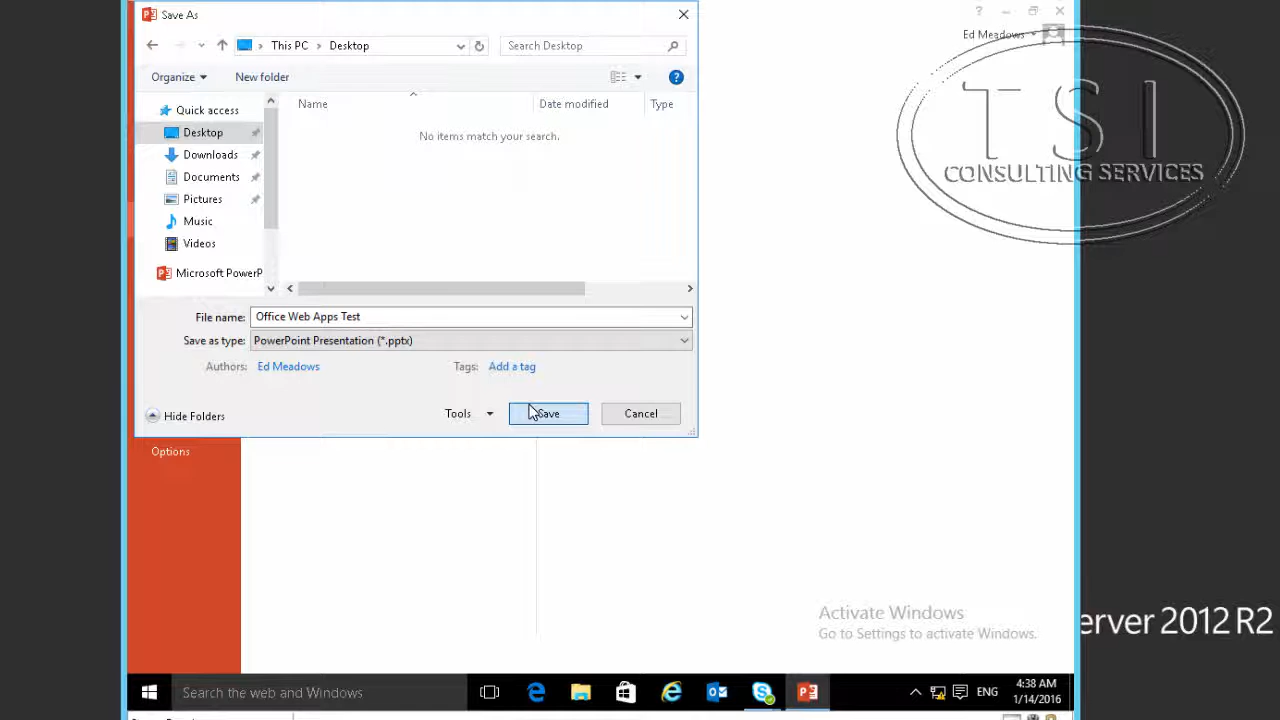 Save As
This PC > Desktop
Search Desktop
Organize
New folder
?
Ed Meadows
Name
Date modified
Type
No items match your search.
Quick access
Desktop
Downloads
Documents
Pictures
Music
Videos
Microsoft PowerP
File name:
Office Web Apps Test
Save as type:
PowerPoint Presentation (*.pptx)
Authors:
Ed Meadows
Tags:
Add a tag
Hide Folders
Tools
Save
Cancel
Options
T S I
CONSULTING SERVICES
Activate Windows
Go to Settings to activate Windows.
erver 2012 R2
Search the web and Windows
ENG
4:38 AM
1/14/2016